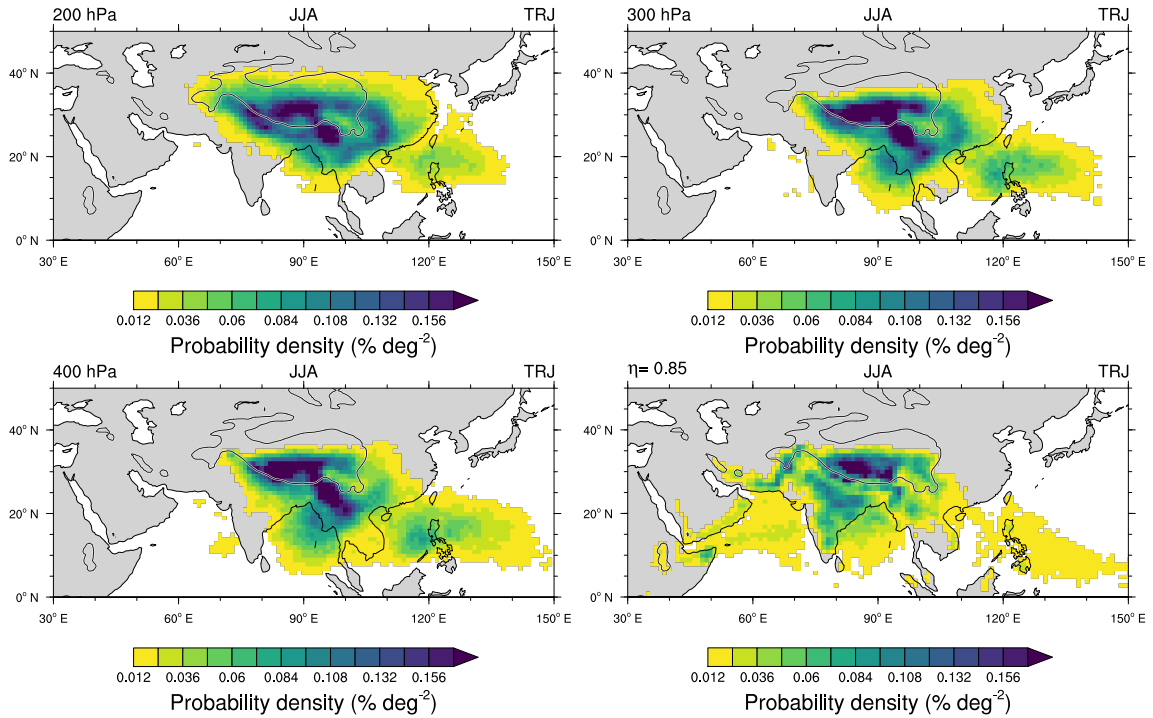 200 hPa JJA TRJ
40° N
20° N
0° N
30° E 60° E 90° E 120° E 150° E
0.012 0.036 0.06 0.084 0.108 0.132 0.156
Probability density (% deg⁻²)
300 hPa JJA TRJ
40° N
20° N
0° N
30° E 60° E 90° E 120° E 150° E
0.012 0.036 0.06 0.084 0.108 0.132 0.156
Probability density (% deg⁻²)
400 hPa JJA TRJ
40° N
20° N
0° N
30° E 60° E 90° E 120° E 150° E
0.012 0.036 0.06 0.084 0.108 0.132 0.156
Probability density (% deg⁻²)
η= 0.85 JJA TRJ
40° N
20° N
0° N
30° E 60° E 90° E 120° E 150° E
0.012 0.036 0.06 0.084 0.108 0.132 0.156
Probability density (% deg⁻²)